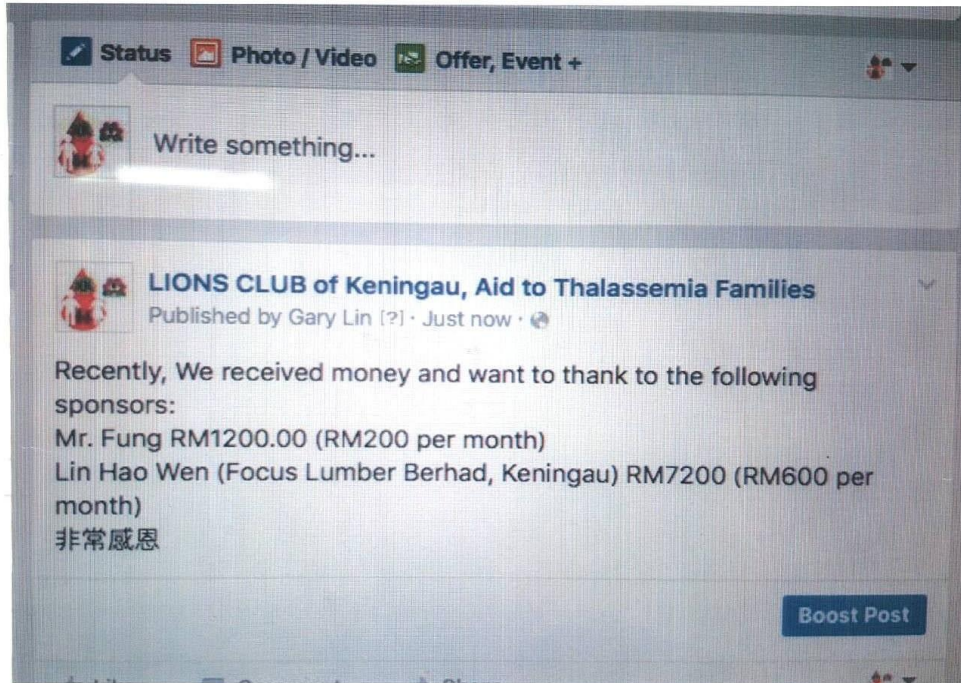 Status Photo / Video Offer, Event +
Write something...
LIONS CLUB of Keningau, Aid to Thalassemia Families
Published by Gary Lin [?] · Just now ·
Recently, We received money and want to thank to the following
sponsors:
Mr. Fung RM1200.00 (RM200 per month)
Lin Hao Wen (Focus Lumber Berhad, Keningau) RM7200 (RM600 per
month)
非常感恩
Boost Post